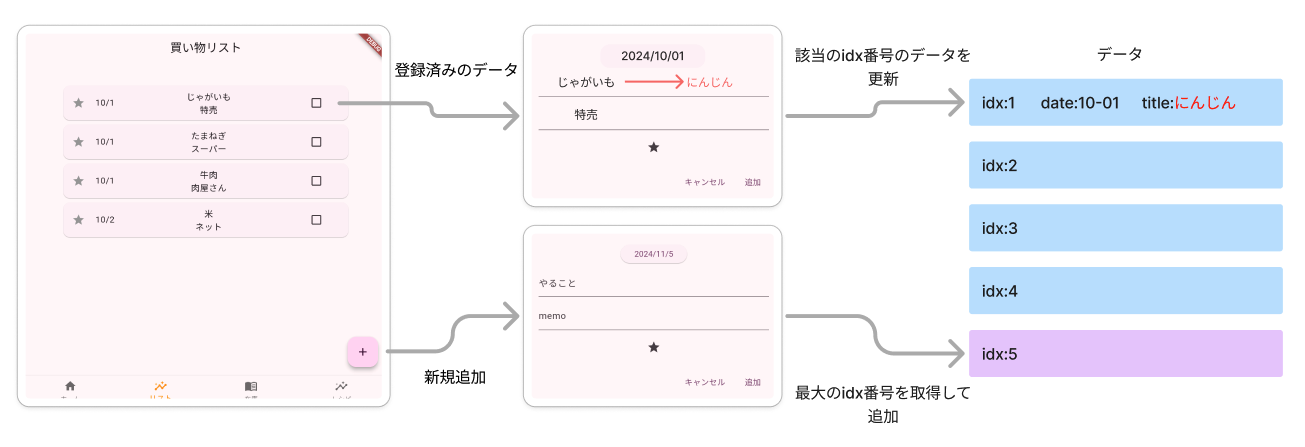 買い物リスト
DEBUG
10/1
じゃがいも
特売
10/1
たまねぎ
スーパー
10/1
牛肉
肉屋さん
10/2
米
ネット
+
リスト
登録済みのデータ
新規追加
2024/10/01
じゃがいも にんじん
特売
キャンセル 追加
2024/11/5
やること
memo
キャンセル 追加
該当のidx番号のデータを
更新
最大のidx番号を取得して
追加
データ
idx:1 date:10-01 title:にんじん
idx:2
idx:3
idx:4
idx:5